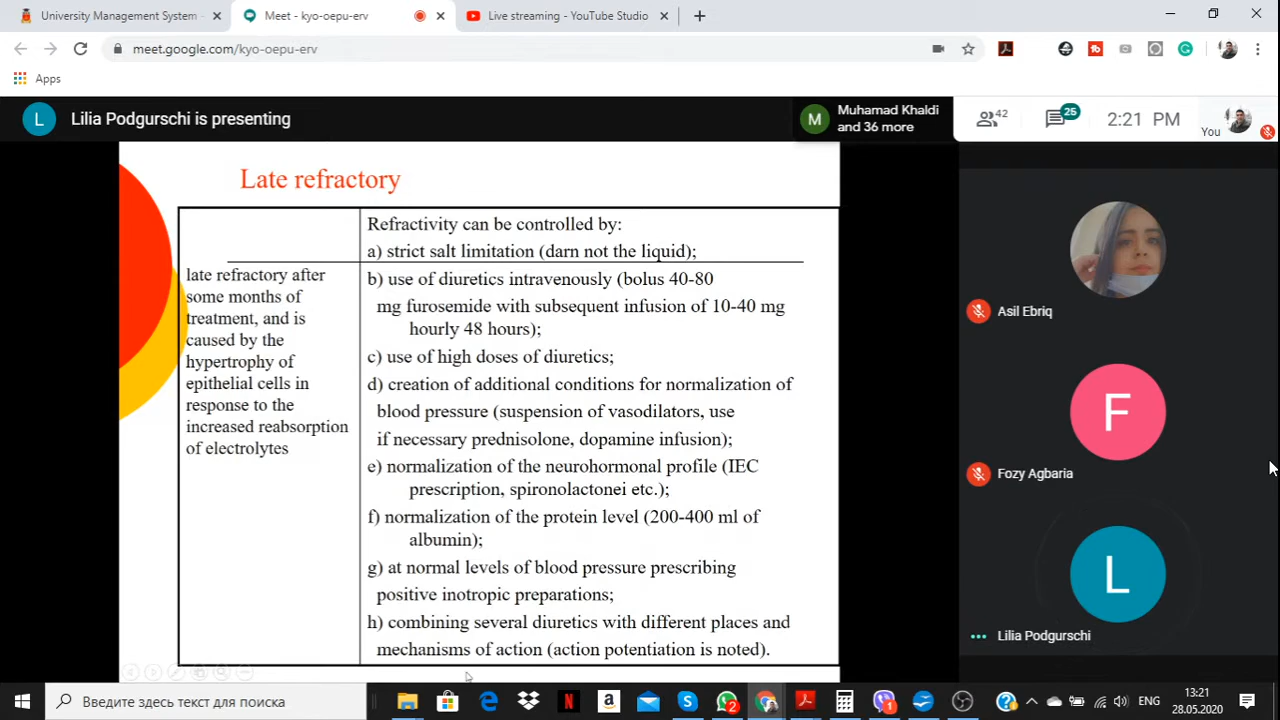 University Management System -
Meet - kyo-oepu-erv
Live streaming - YouTube Studio
meet.google.com/kyo-oepu-erv
Apps
L
Lilia Podgurschi is presenting
M
Muhamad Khaldi
and 36 more
42
25
2:21 PM
You
Late refractory
late refractory after
some months of
treatment, and is
caused by the
hypertrophy of
epithelial cells in
response to the
increased reabsorption
of electrolytes
Refractivity can be controlled by:
a) strict salt limitation (darn not the liquid);
b) use of diuretics intravenously (bolus 40-80
mg furosemide with subsequent infusion of 10-40 mg
hourly 48 hours);
c) use of high doses of diuretics;
d) creation of additional conditions for normalization of
blood pressure (suspension of vasodilators, use
if necessary prednisolone, dopamine infusion);
e) normalization of the neurohormonal profile (IEC
prescription, spironolactonei etc.);
f) normalization of the protein level (200-400 ml of
albumin);
g) at normal levels of blood pressure prescribing
positive inotropic preparations;
h) combining several diuretics with different places and
mechanisms of action (action potentiation is noted).
Asil Ebriq
F
Fozy Agbaria
L
Lilia Podgurschi
Введите здесь текст для поиска
ENG
13:21
28.05.2020